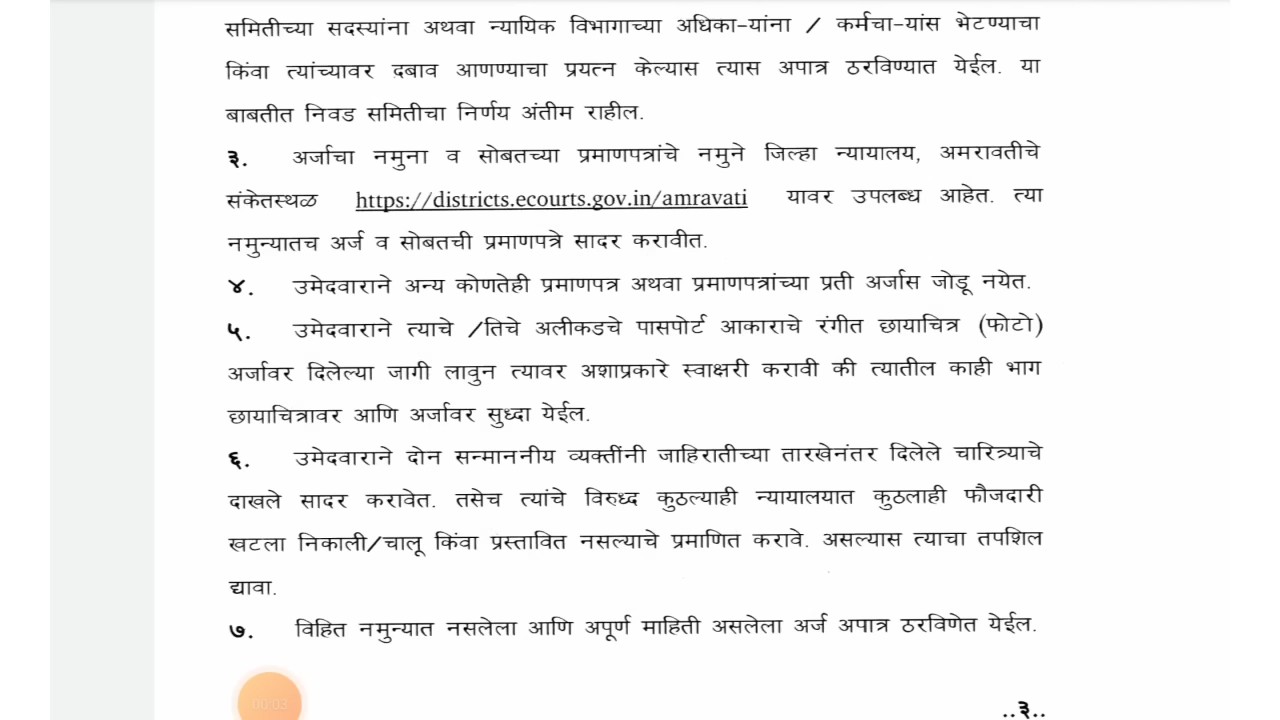 समितीच्या सदस्यांना अथवा न्यायिक विभागाच्या अधिका-यांना / कर्मचा-यांस भेटण्याचा
किंवा त्यांच्यावर दबाव आणण्याचा प्रयत्न केल्यास त्यास अपात्र ठरविण्यात येईल. या
बाबतीत निवड समितीचा निर्णय अंतीम राहील.
३. अर्जाचा नमुना व सोबतच्या प्रमाणपत्रांचे नमुने जिल्हा न्यायालय, अमरावतीचे
संकेतस्थळ https://districts.ecourts.gov.in/amravati यावर उपलब्ध आहेत. त्या
नमुन्यातच अर्ज व सोबतची प्रमाणपत्रे सादर करावीत.
४. उमेदवाराने अन्य कोणतेही प्रमाणपत्र अथवा प्रमाणपत्रांच्या प्रती अर्जास जोडू नयेत.
५. उमेदवाराने त्याचे /तिचे अलीकडचे पासपोर्ट आकाराचे रंगीत छायाचित्र (फोटो)
अर्जावर दिलेल्या जागी लावुन त्यावर अशाप्रकारे स्वाक्षरी करावी की त्यातील काही भाग
छायाचित्रावर आणि अर्जावर सुध्दा येईल.
६. उमेदवाराने दोन सन्माननीय व्यक्तींनी जाहिरातीच्या तारखेनंतर दिलेले चारित्र्याचे
दाखले सादर करावेत. तसेच त्यांचे विरुध्द कुठल्याही न्यायालयात कुठलाही फौजदारी
खटला निकाली/चालू किंवा प्रस्तावित नसल्याचे प्रमाणित करावे. असल्यास त्याचा तपशिल
द्यावा.
७. विहित नमुन्यात नसलेला आणि अपूर्ण माहिती असलेला अर्ज अपात्र ठरविणेत येईल.
00:03
..३..